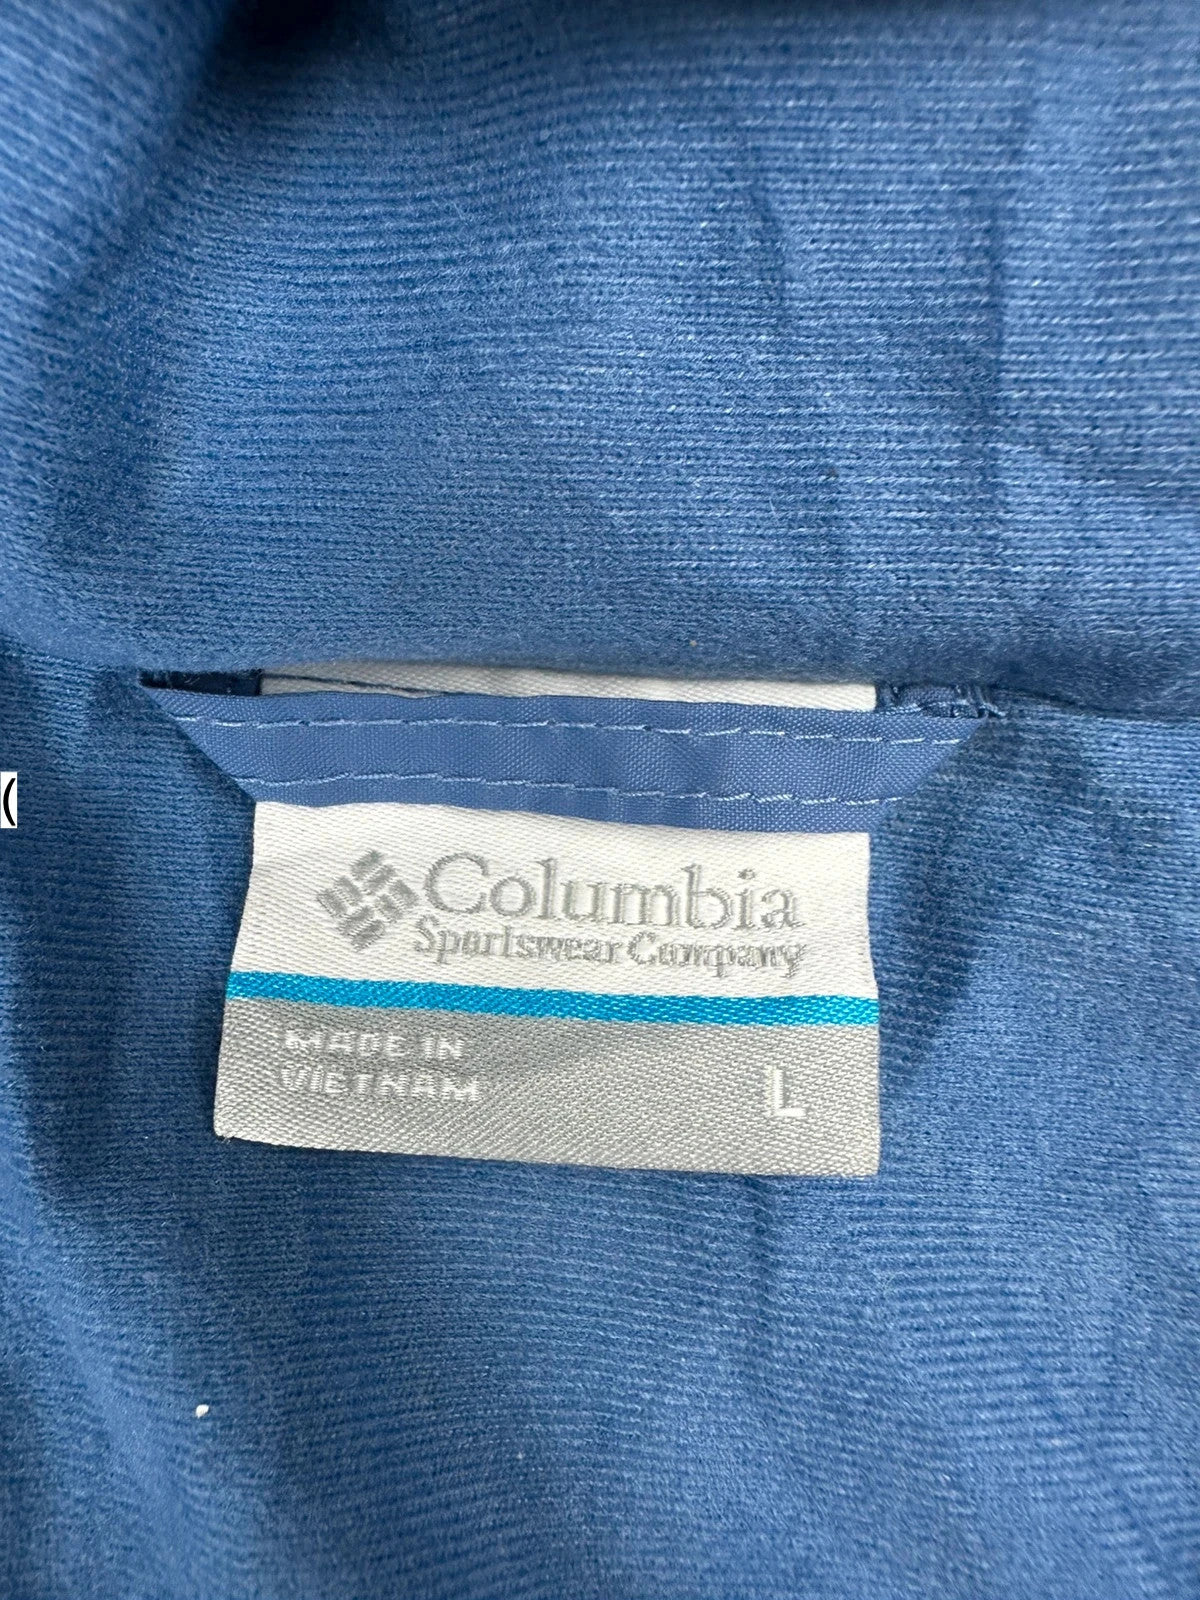 (
Columbia
Sportswear Company
MADE IN
VIETNAM
L